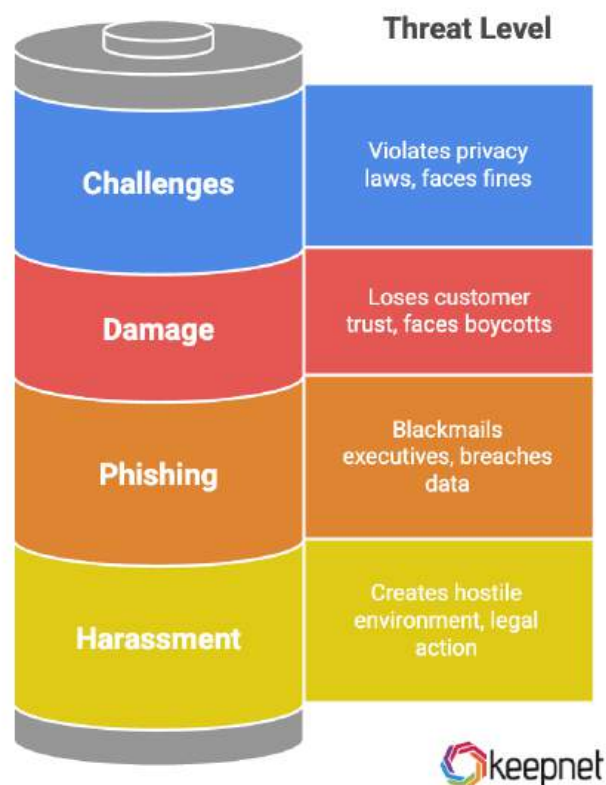 Threat Level
Challenges
Violates privacy
laws, faces fines
Damage
Loses customer
trust, faces boycotts
Phishing
Blackmails
executives, breaches
data
Harassment
Creates hostile
environment, legal
action
keepnet